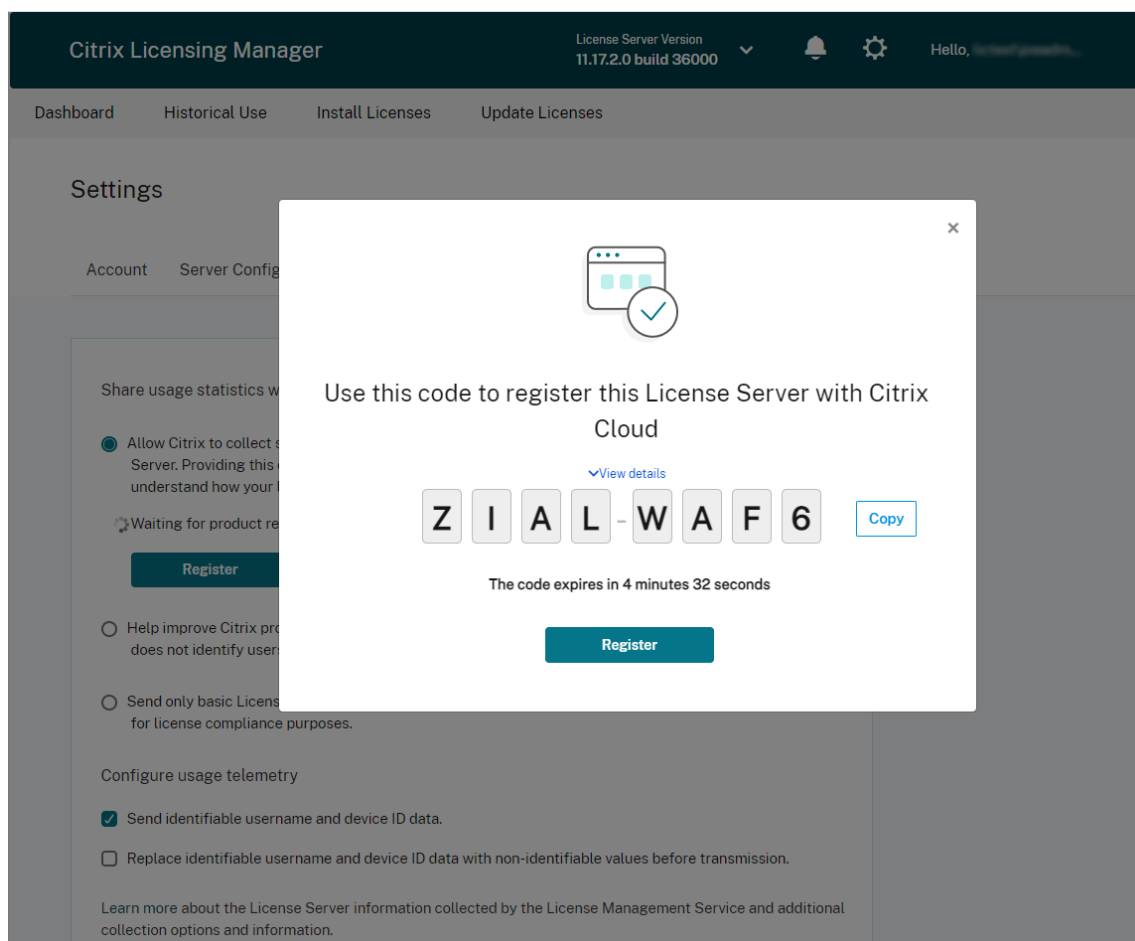 Citrix Licensing Manager
License Server Version
11.17.2.0 build 36000
Hello,
Dashboard Historical Use Install Licenses Update Licenses
Settings
Account Server Config
Share usage statistics w
Use this code to register this License Server with Citrix
Cloud
Allow Citrix to collect s
Server. Providing this
understand how your
View details
Waiting for product re
Z I A L - W A F 6
Copy
Register
The code expires in 4 minutes 32 seconds
Help improve Citrix pro
does not identify user
Register
Send only basic Licens
for license compliance purposes.
Configure usage telemetry
Send identifiable username and device ID data.
Replace identifiable username and device ID data with non-identifiable values before transmission.
Learn more about the License Server information collected by the License Management Service and additional
collection options and information.